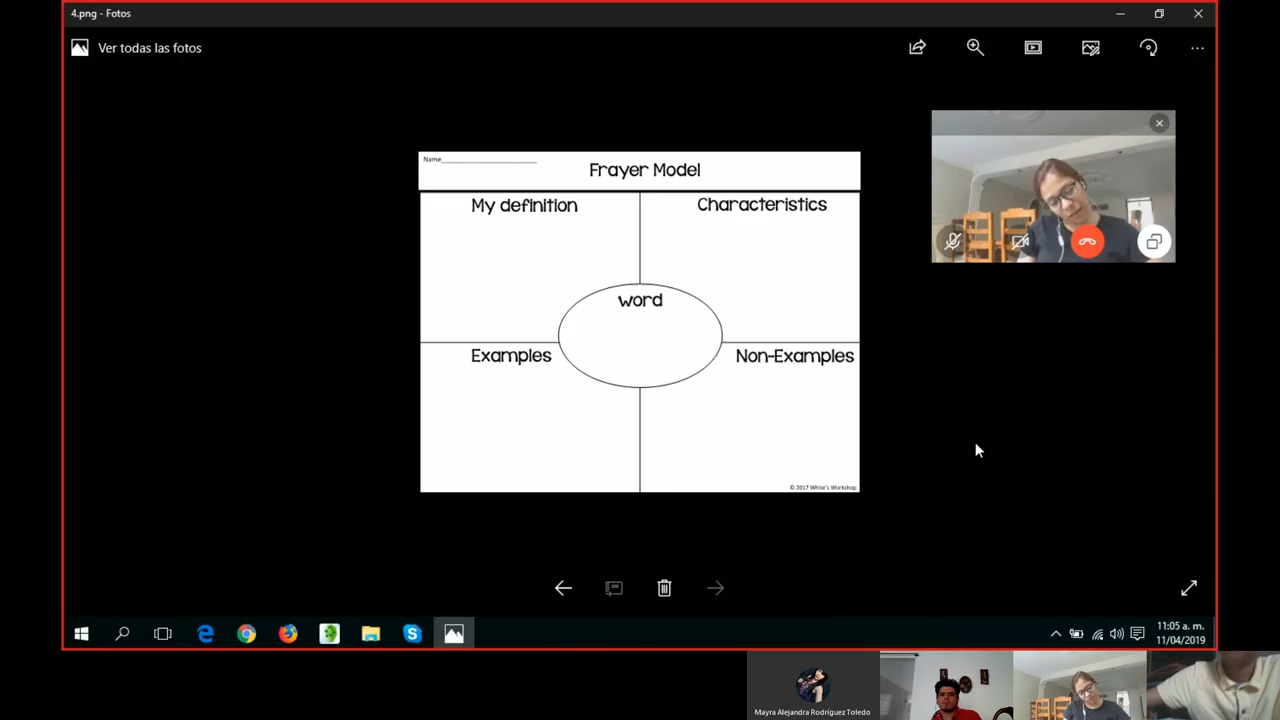 4.png - Fotos
Ver todas las fotos
Name
Frayer Model
My definition
Characteristics
word
Examples
Non-Examples
© 2017 White's Workshop
11:05 a. m.
11/04/2019
Mayra Alejandra Rodríguez Toledo